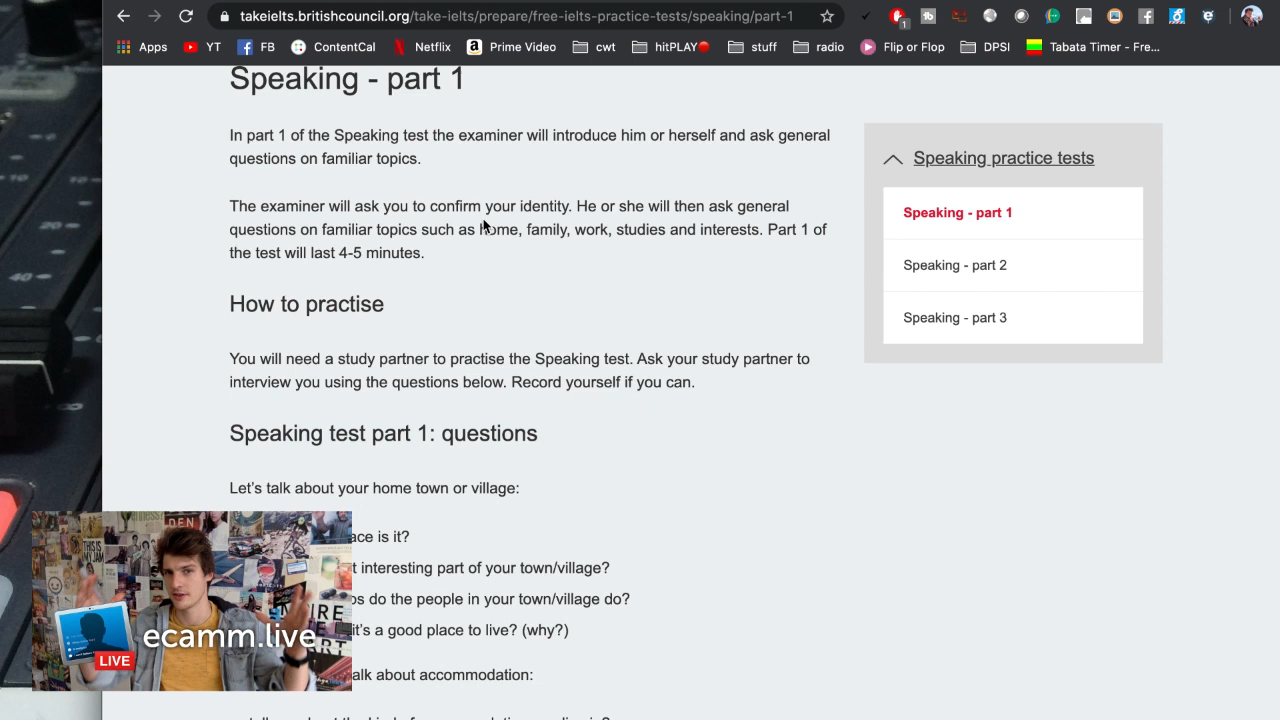 takeielts.britishcouncil.org/take-ielts/prepare/free-ielts-practice-tests/speaking/part-1
1
Apps YT FB ContentCal Netflix Prime Video cwt hitPLAY stuff radio Flip or Flop DPSI Tabata Timer - Fre...
Speaking - part 1
In part 1 of the Speaking test the examiner will introduce him or herself and ask general
questions on familiar topics.
The examiner will ask you to confirm your identity. He or she will then ask general
questions on familiar topics such as home, family, work, studies and interests. Part 1 of
the test will last 4-5 minutes.
How to practise
You will need a study partner to practise the Speaking test. Ask your study partner to
interview you using the questions below. Record yourself if you can.
Speaking test part 1: questions
Let's talk about your home town or village:
ace is it?
t interesting part of your town/village?
os do the people in your town/village do?
it's a good place to live? (why?)
alk about accommodation:
Speaking practice tests
Speaking - part 1
Speaking - part 2
Speaking - part 3
DEN
THIS IS
MY JAM
ecamm.live
LIVE
20
10